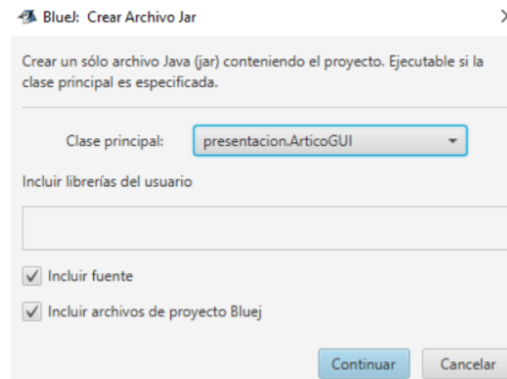 BlueJ: Crear Archivo Jar
Crear un sólo archivo Java (jar) conteniendo el proyecto. Ejecutable si la
clase principal es especificada.
Clase principal: presentacion.ArticoGUI
Incluir librerías del usuario
Incluir fuente
Incluir archivos de proyecto Bluej
Continuar Cancelar